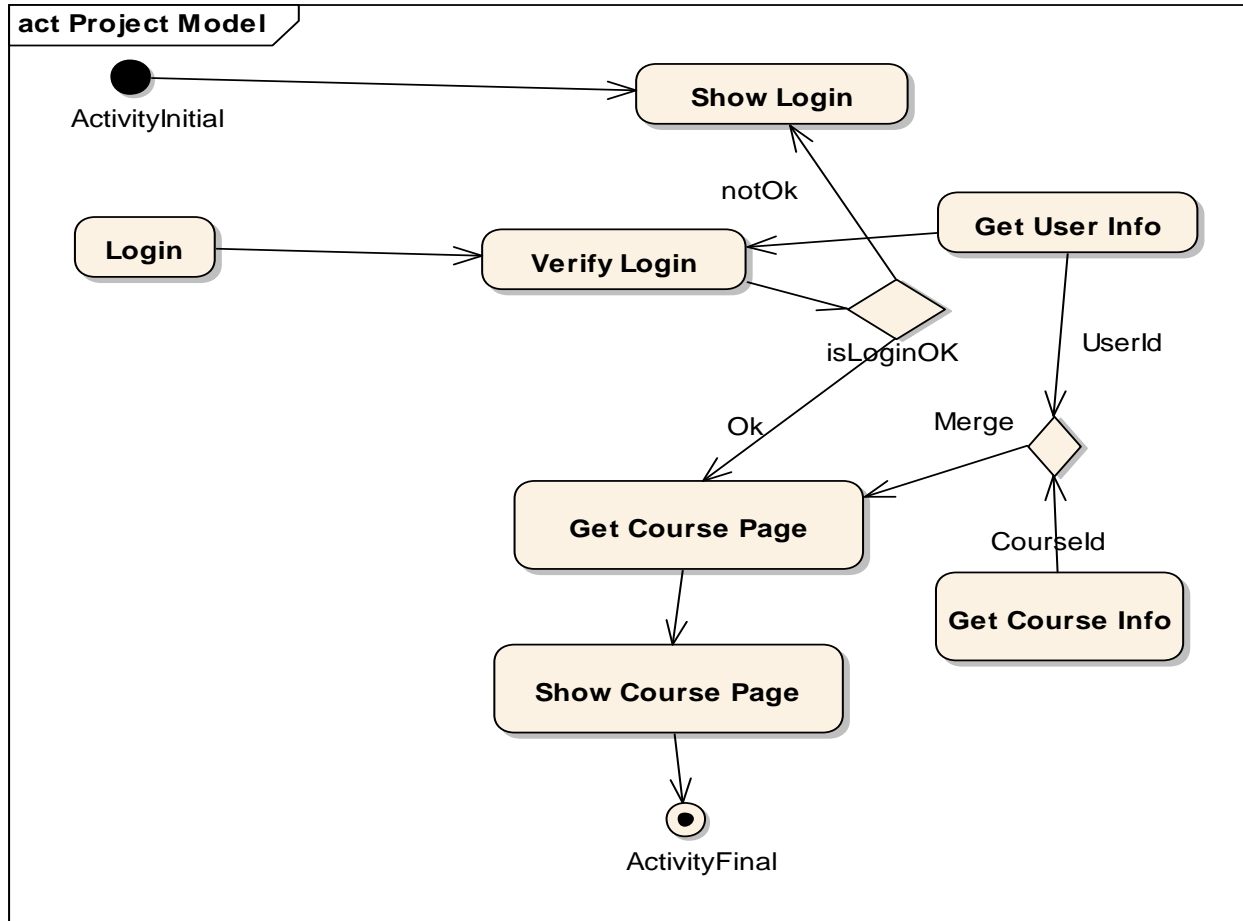 act Project Model
ActivityInitial
Show Login
notOk
Get User Info
Login
Verify Login
isLoginOK
UserId
Ok
Merge
Get Course Page
CourseId
Get Course Info
Show Course Page
ActivityFinal